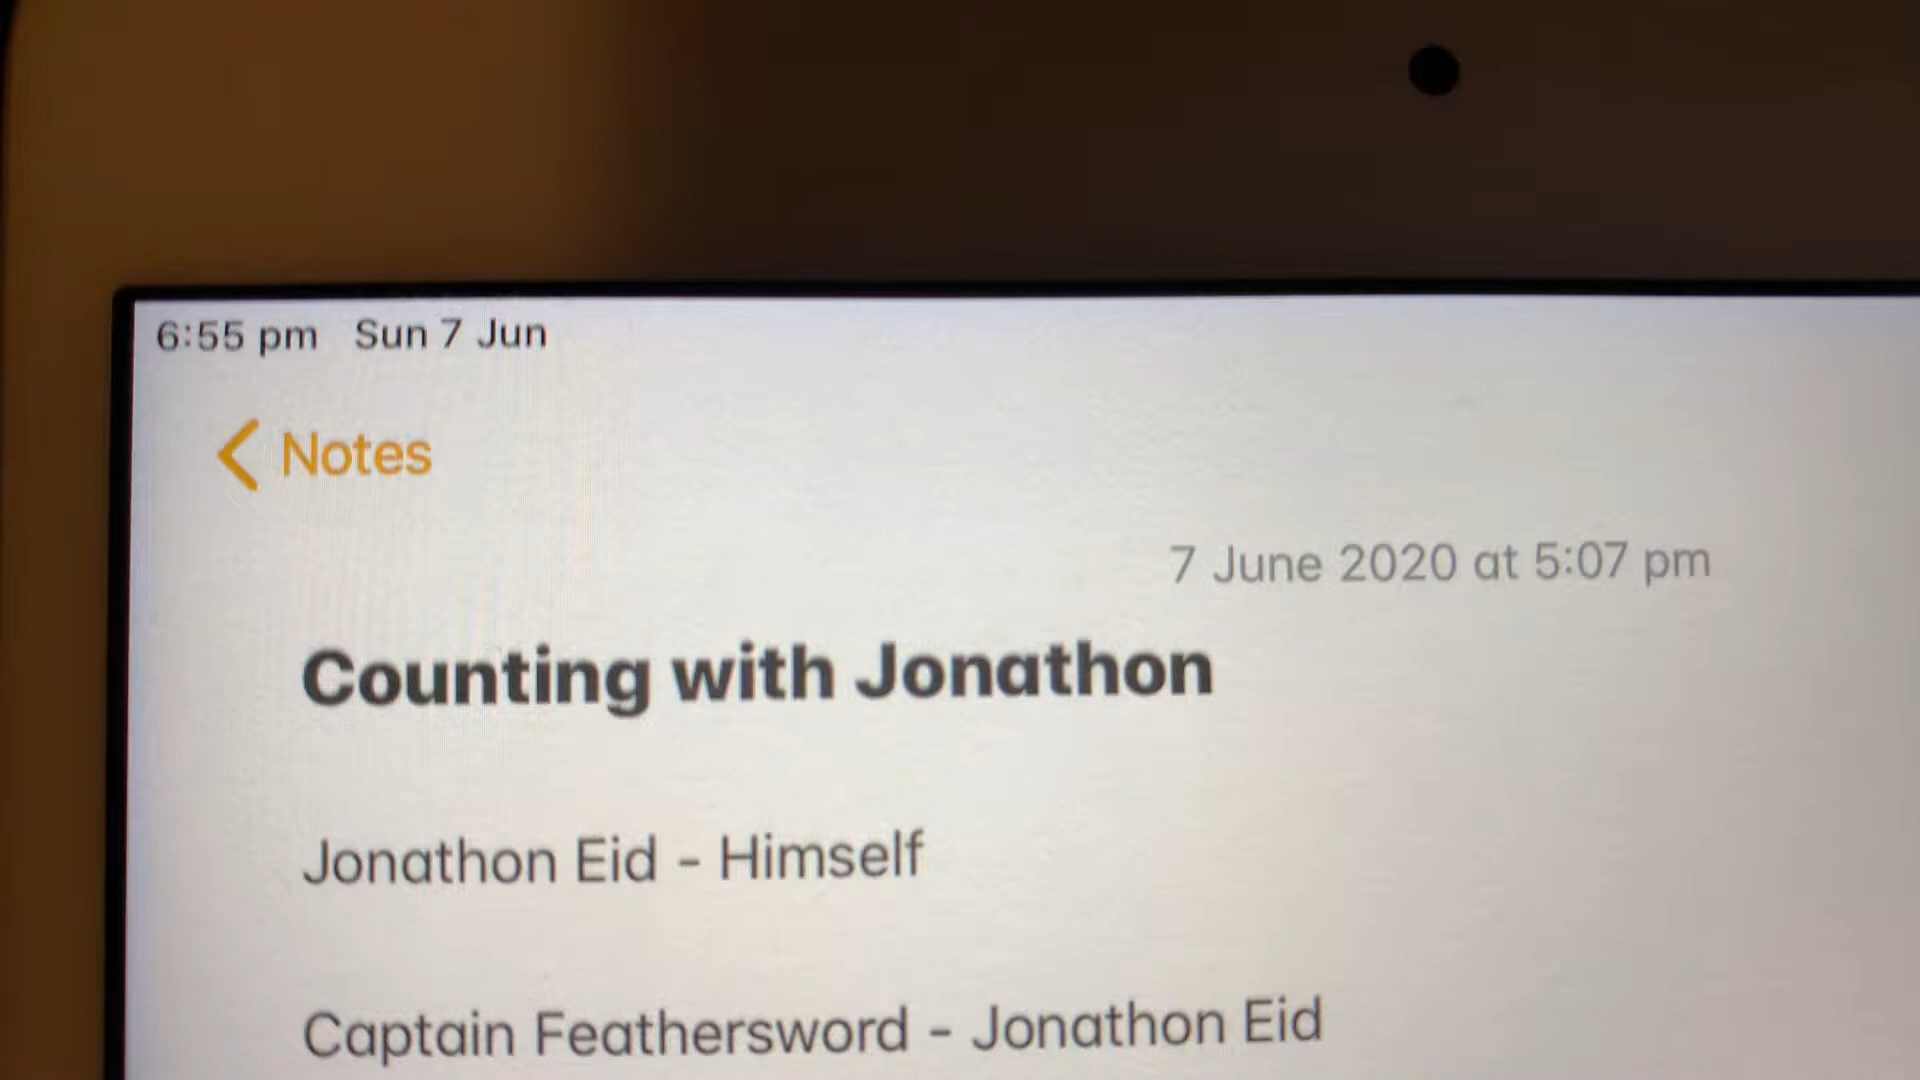 6:55 pm Sun 7 Jun
Notes
7 June 2020 at 5:07 pm
Counting with Jonathon
Jonathon Eid - Himself
Captain Feathersword - Jonathon Eid